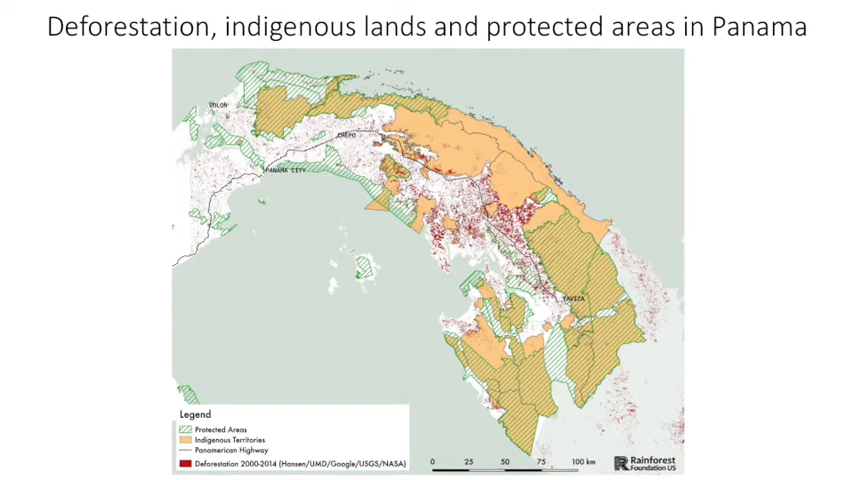 Deforestation, indigenous lands and protected areas in Panama
COLON
CHEPO
PANAMA CITY
YAVIZA
Legend
Protected Areas
Indigenous Territories
Panamerican Highway
Deforestation 2000-2014 (Hansen/UMD/Google/USGS/NASA)
0 25 50 75 100 km
Rainforest
Foundation US